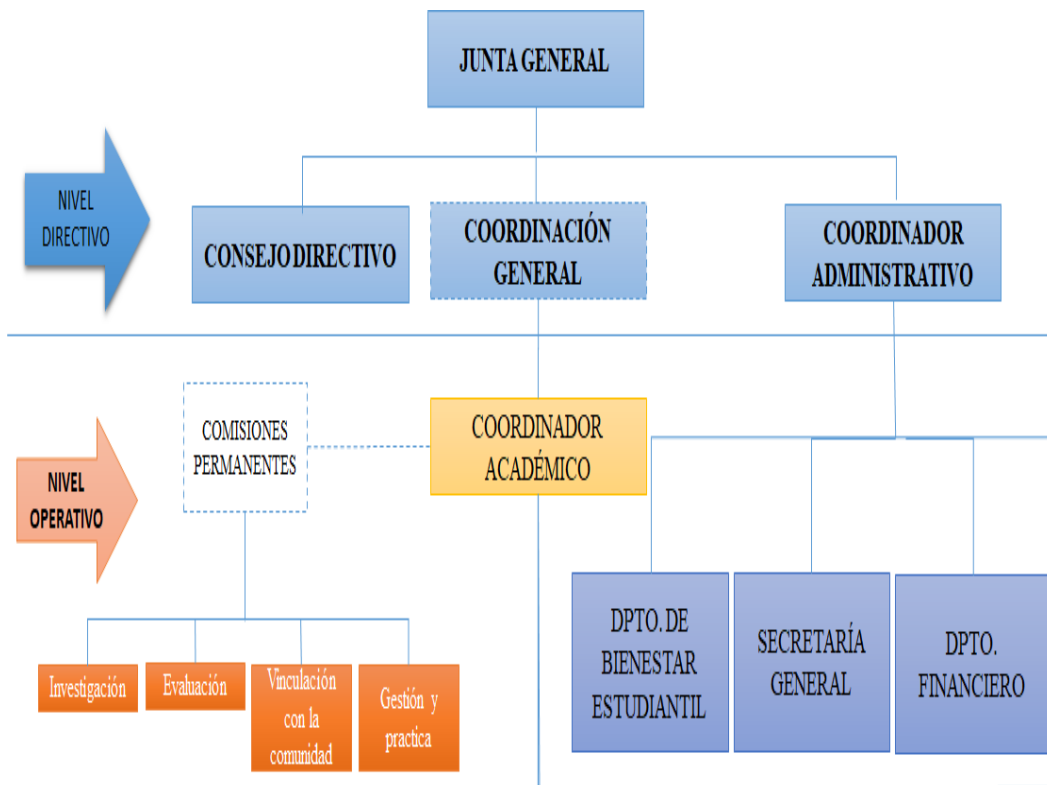 JUNTA GENERAL
NIVEL
DIRECTIVO
CONSEJO DIRECTIVO
COORDINACIÓN
GENERAL
COORDINADOR
ADMINISTRATIVO
NIVEL
OPERATIVO
COMISIONES
PERMANENTES
COORDINADOR
ACADÉMICO
Investigación
Evaluación
Vinculación
con la
comunidad
Gestión y
practica
DPTO. DE
BIENESTAR
ESTUDIANTIL
SECRETARÍA
GENERAL
DPTO.
FINANCIERO